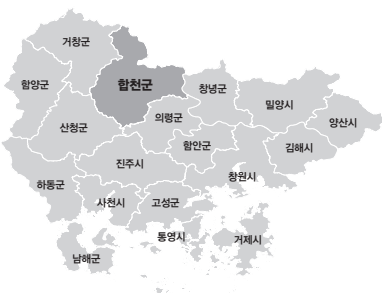 거창군
함양군
합천군
창녕군
밀양시
양산시
산청군
의령군
함안군
김해시
진주시
하동군
창원시
사천시
고성군
통영시
거제시
남해군